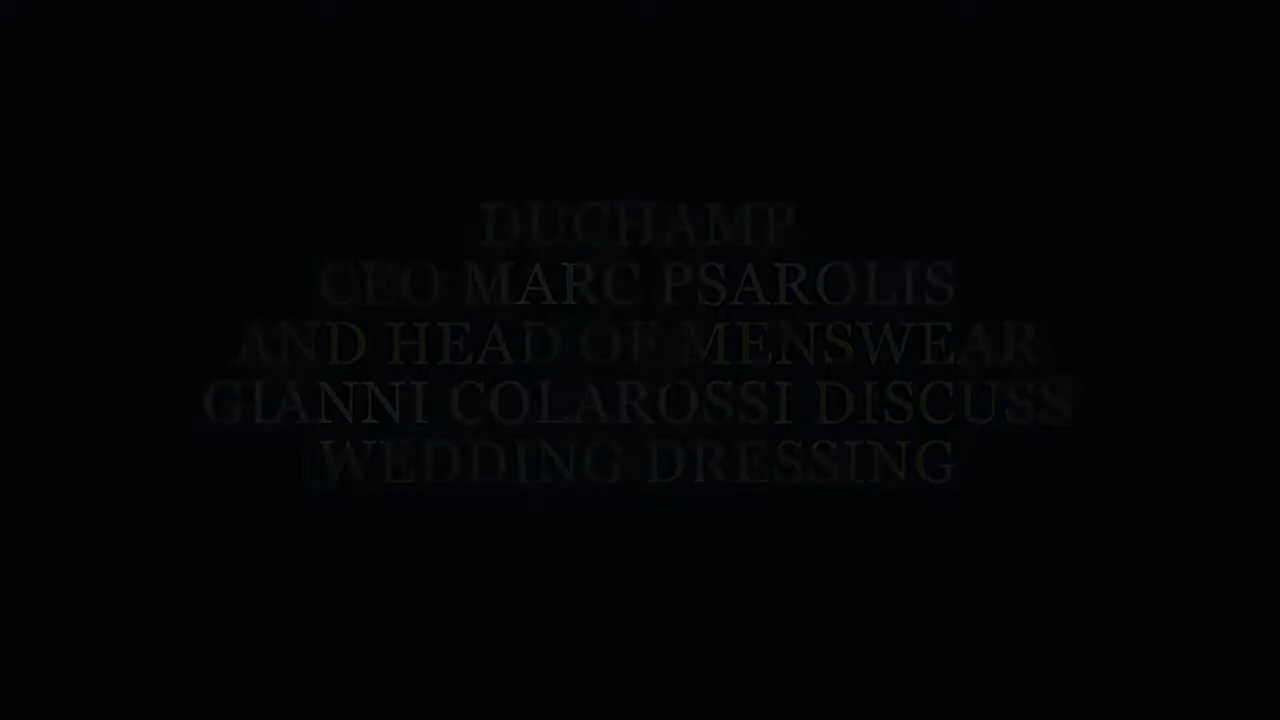 DUCHAMP
CEO MARC PSAROLIS
AND HEAD OF MENSWEAR
GIANNI COLAROSSI DISCUSS
WEDDING DRESSING